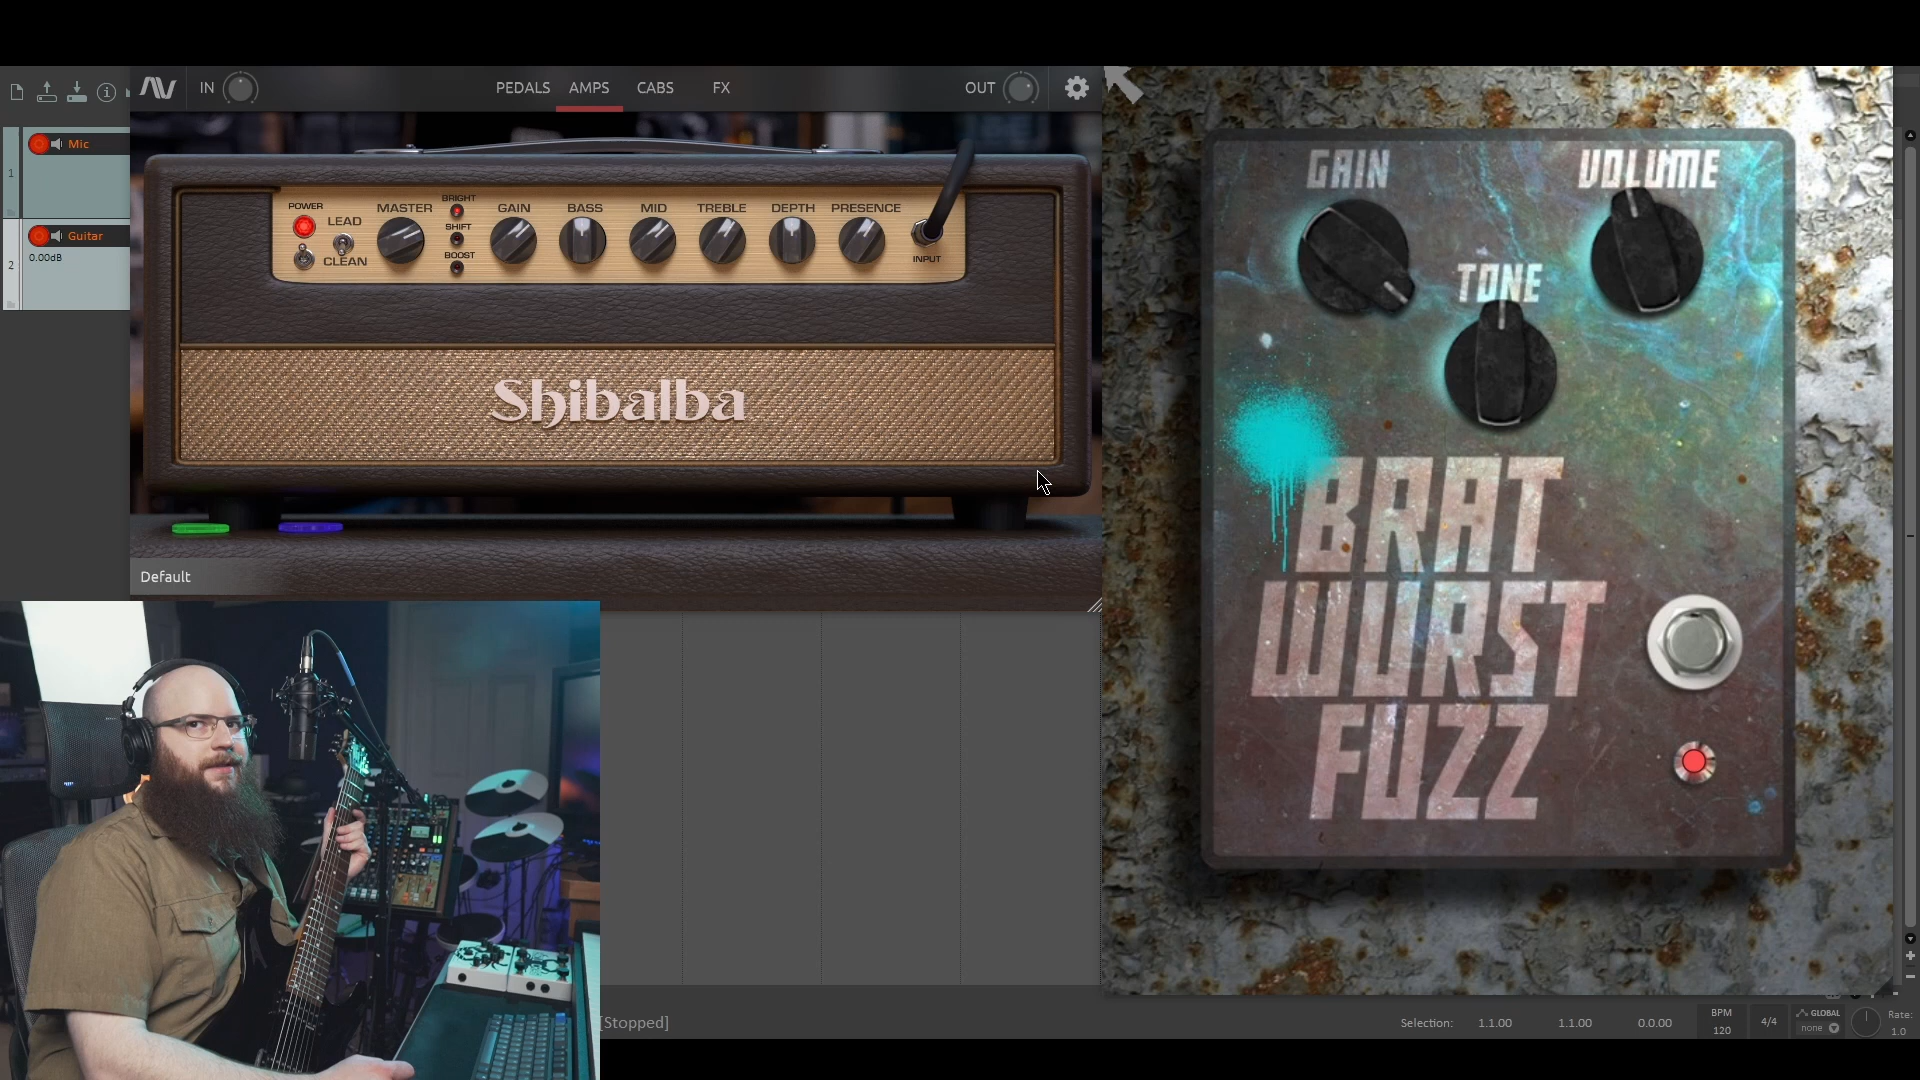 IN
PEDALS AMPS CABS FX
OUT
1
Mic
2
Guitar
0.00dB
POWER
LEAD
CLEAN
MASTER
BRIGHT
SHIFT
BOOST
GAIN
BASS
MID
TREBLE
DEPTH
PRESENCE
INPUT
Shibalba
Default
GAIN
VOLUME
TONE
BRAT
WURST
FUZZ
[Stopped]
Selection: 1.1.00 1.1.00 0.0.00
BPM
120
4/4
GLOBAL
none
Rate:
1.0